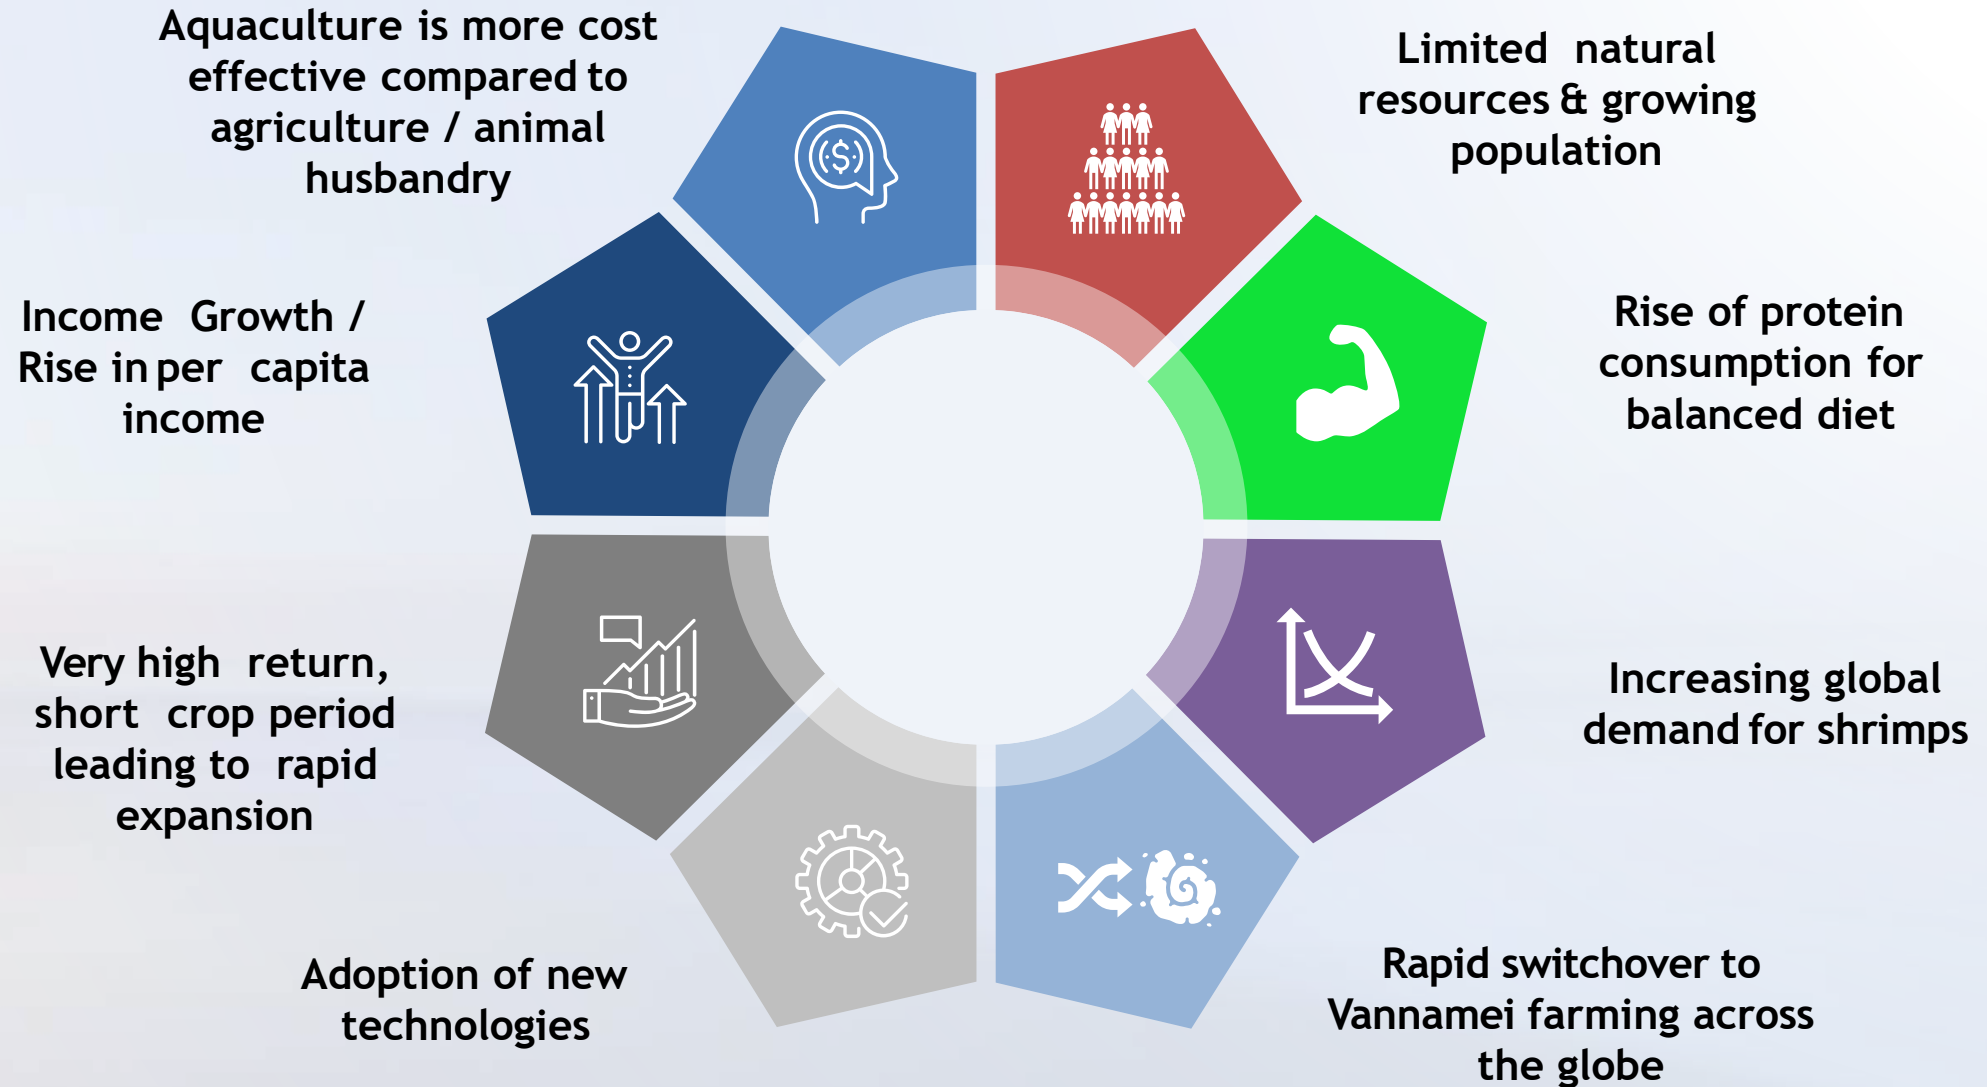 Aquaculture is more cost
effective compared to
agriculture / animal
husbandry
Limited natural
resources & growing
population
Income Growth /
Rise in per capita
income
Rise of protein
consumption for
balanced diet
Very high return,
short crop period
leading to rapid
expansion
Increasing global
demand for shrimps
Adoption of new
technologies
Rapid switchover to
Vannamei farming across
the globe
$